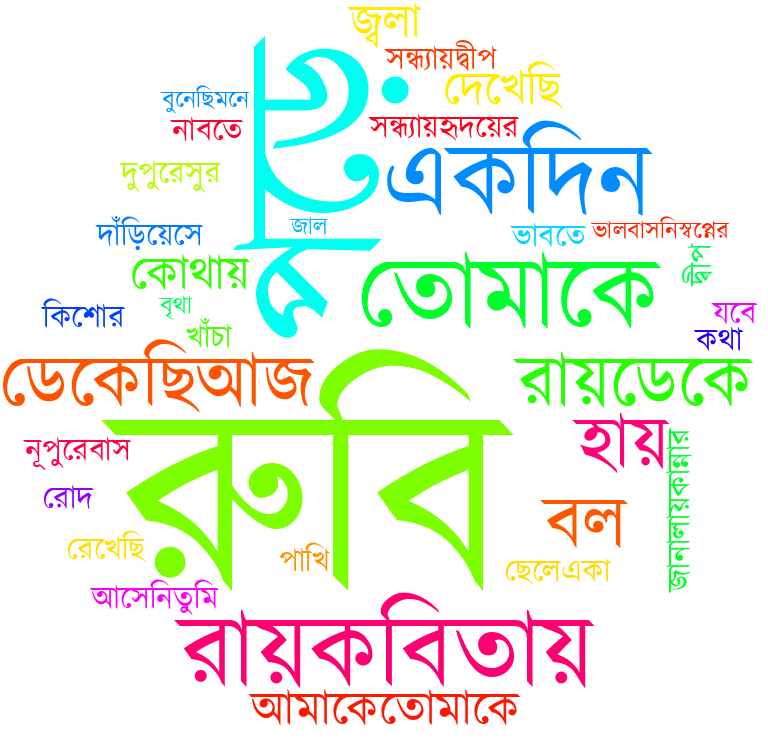 জ্বলা
সন্ধ্যায়দ্বীপ
দেখেছি
বুনেছিমনে
নাবতে
সন্ধ্যায়হৃদয়ের
একদিন
দুপুরেসুর
জাল
দাঁড়িয়েসে
ভাবতে
ভালবাসনিস্বপ্নের
কোথায়
তোমাকে
দ্বীপ
কিশোর
বৃথা
খাঁচা
যবে
কথা
ডেকেছিআজ
রায়ডেকে
রুবি
হায়
নূপুরেবাস
জানালায়কান্নার
রোদ
বল
রেখেছি
পাখি
ছেলেএকা
আসেনিতুমি
রায়কবিতায়
আমাকেতোমাকে